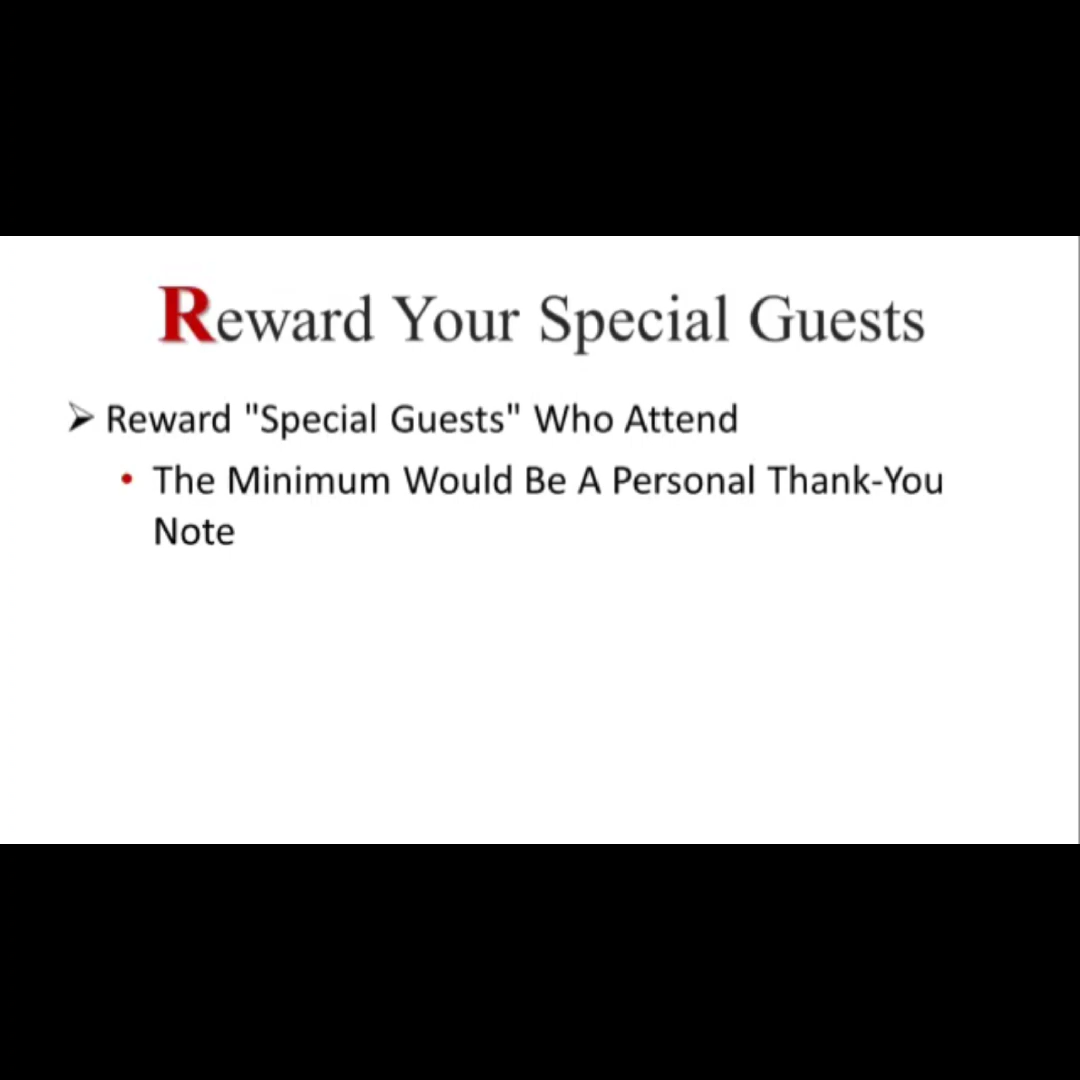 Reward Your Special Guests
Reward "Special Guests" Who Attend
The Minimum Would Be A Personal Thank-You
Note